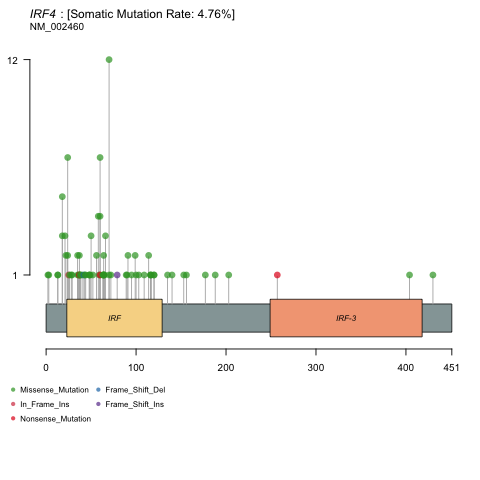 IRF4 : [Somatic Mutation Rate: 4.76%]
NM_002460
12
1
IRF
IRF-3
0
100
200
300
400
451
Missense_Mutation
Frame_Shift_Del
In_Frame_Ins
Frame_Shift_Ins
Nonsense_Mutation